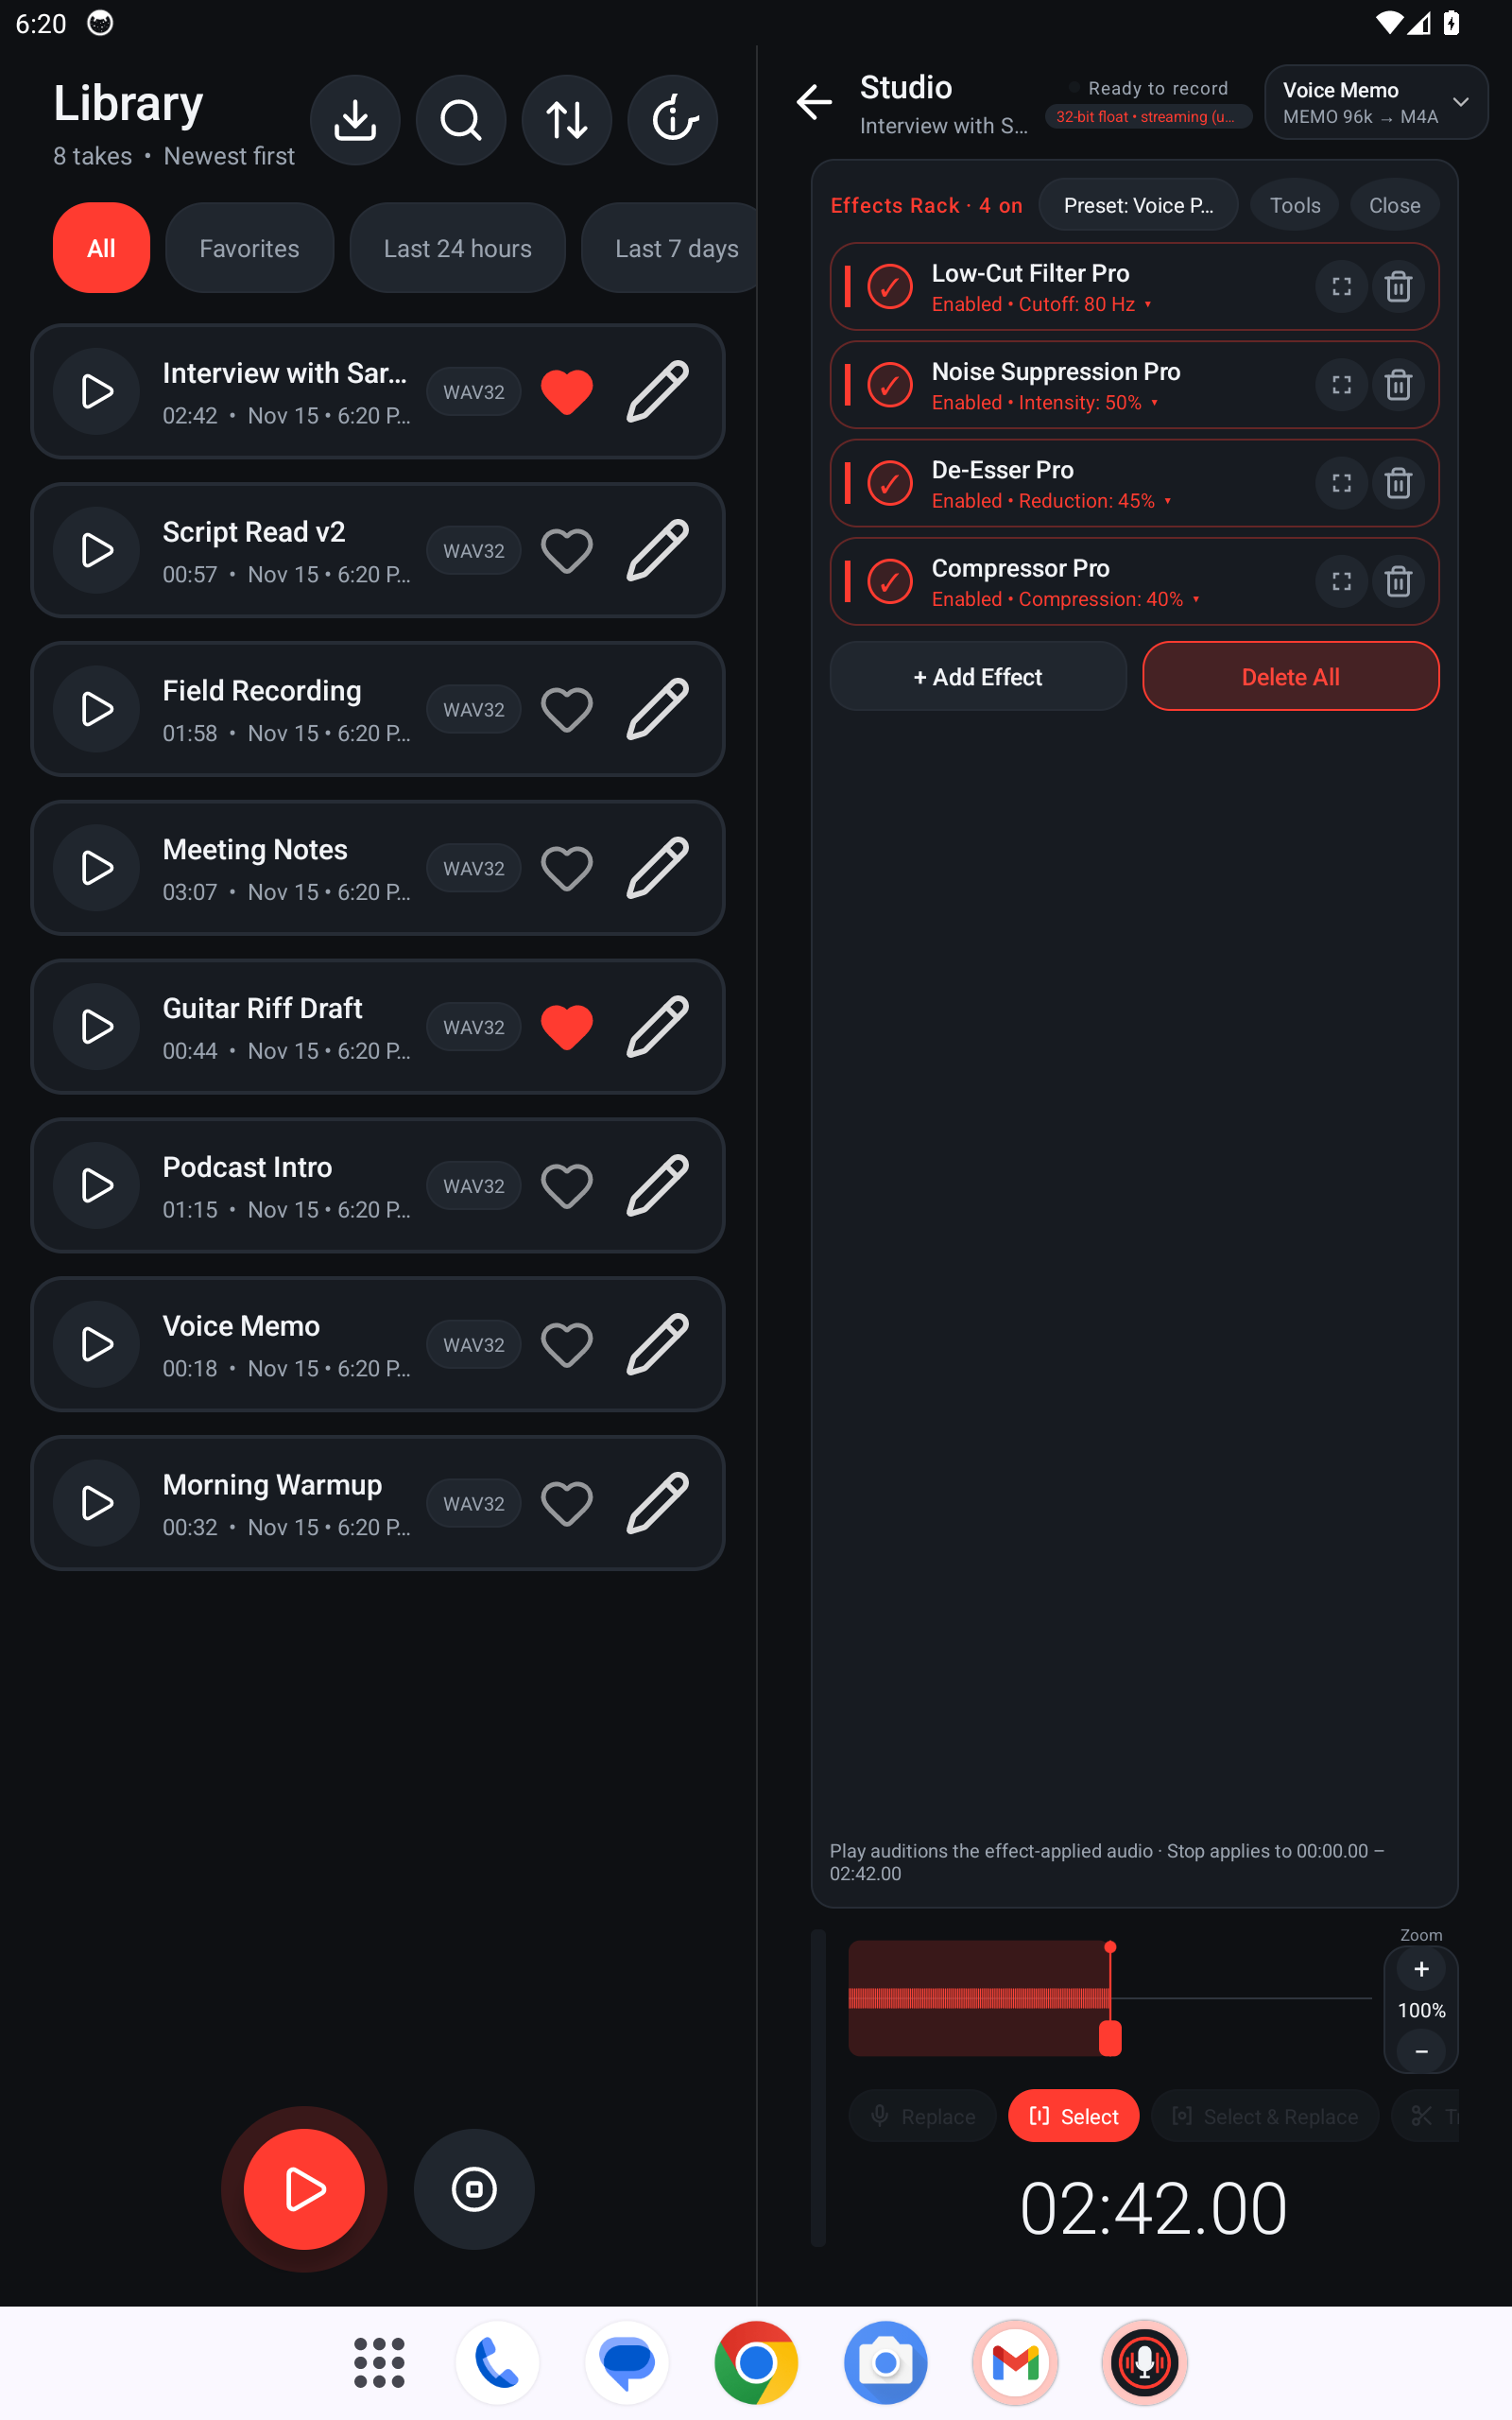 6:20
Library
8 takes • Newest first
All
Favorites
Last 24 hours
Last 7 days
Interview with Sar...
02:42 • Nov 15 • 6:20 P...
WAV32
Script Read v2
00:57 • Nov 15 • 6:20 P...
WAV32
Field Recording
01:58 • Nov 15 • 6:20 P...
WAV32
Meeting Notes
03:07 • Nov 15 • 6:20 P...
WAV32
Guitar Riff Draft
00:44 • Nov 15 • 6:20 P...
WAV32
Podcast Intro
01:15 • Nov 15 • 6:20 P...
WAV32
Voice Memo
00:18 • Nov 15 • 6:20 P...
WAV32
Morning Warmup
00:32 • Nov 15 • 6:20 P...
WAV32
Studio
Interview with S...
Ready to record
32-bit float • streaming (u...
Voice Memo
MEMO 96k → M4A
Effects Rack · 4 on
Preset: Voice P...
Tools
Close
Low-Cut Filter Pro
Enabled • Cutoff: 80 Hz ▾
Noise Suppression Pro
Enabled • Intensity: 50% ▾
De-Esser Pro
Enabled • Reduction: 45% ▾
Compressor Pro
Enabled • Compression: 40% ▾
+ Add Effect
Delete All
Play auditions the effect-applied audio · Stop applies to 00:00.00 –
02:42.00
Zoom
+
100%
−
Replace
Select
Select & Replace
02:42.00